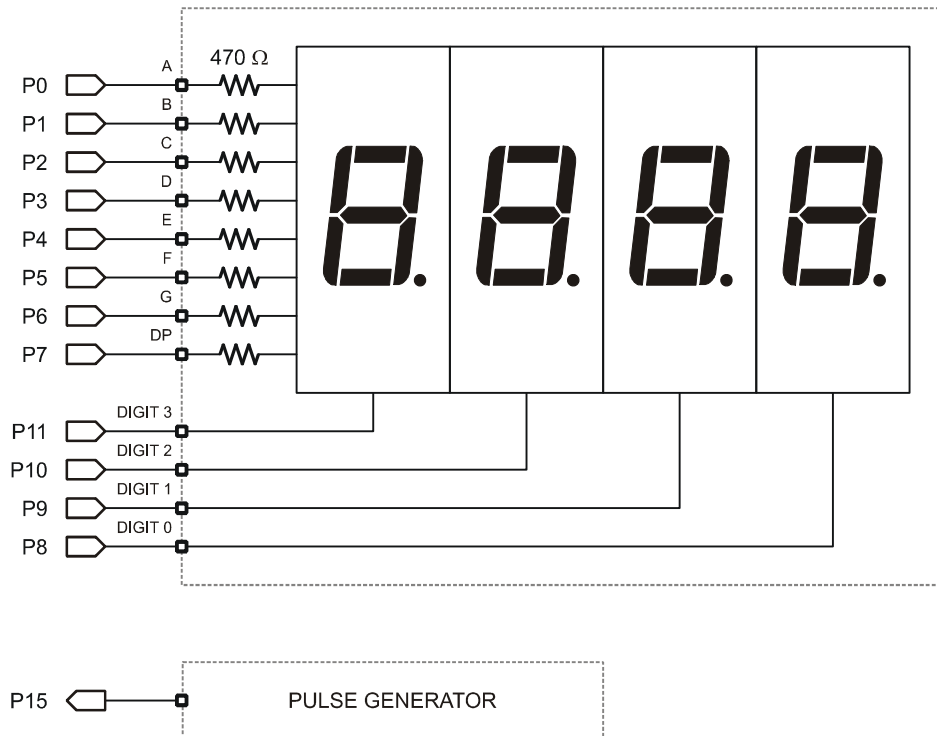 470 Ω
P0 A
P1 B
P2 C
P3 D
P4 E
P5 F
P6 G
P7 DP
P11 DIGIT 3
P10 DIGIT 2
P9 DIGIT 1
P8 DIGIT 0
P15 PULSE GENERATOR